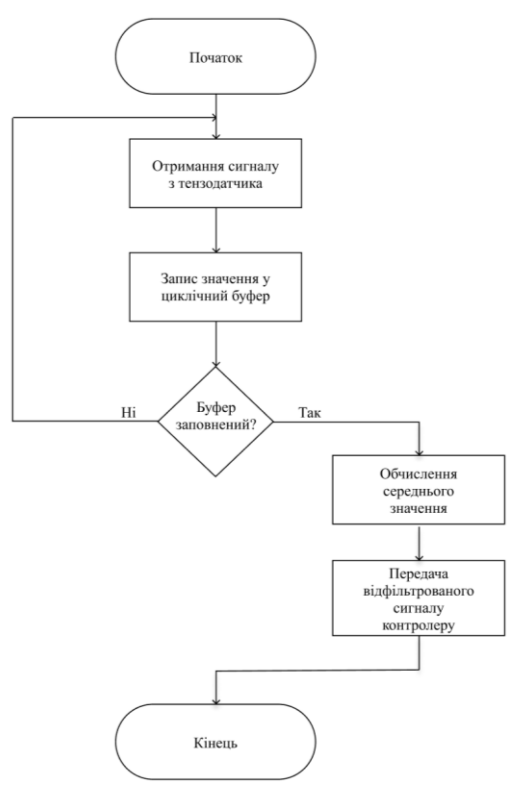 Початок
Отримання сигналу
з тензодатчика
Запис значення у
циклічний буфер
Буфер
заповнений?
Ні
Так
Обчислення
середнього
значення
Передача
відфільтрованого
сигналу
контролеру
Кінець